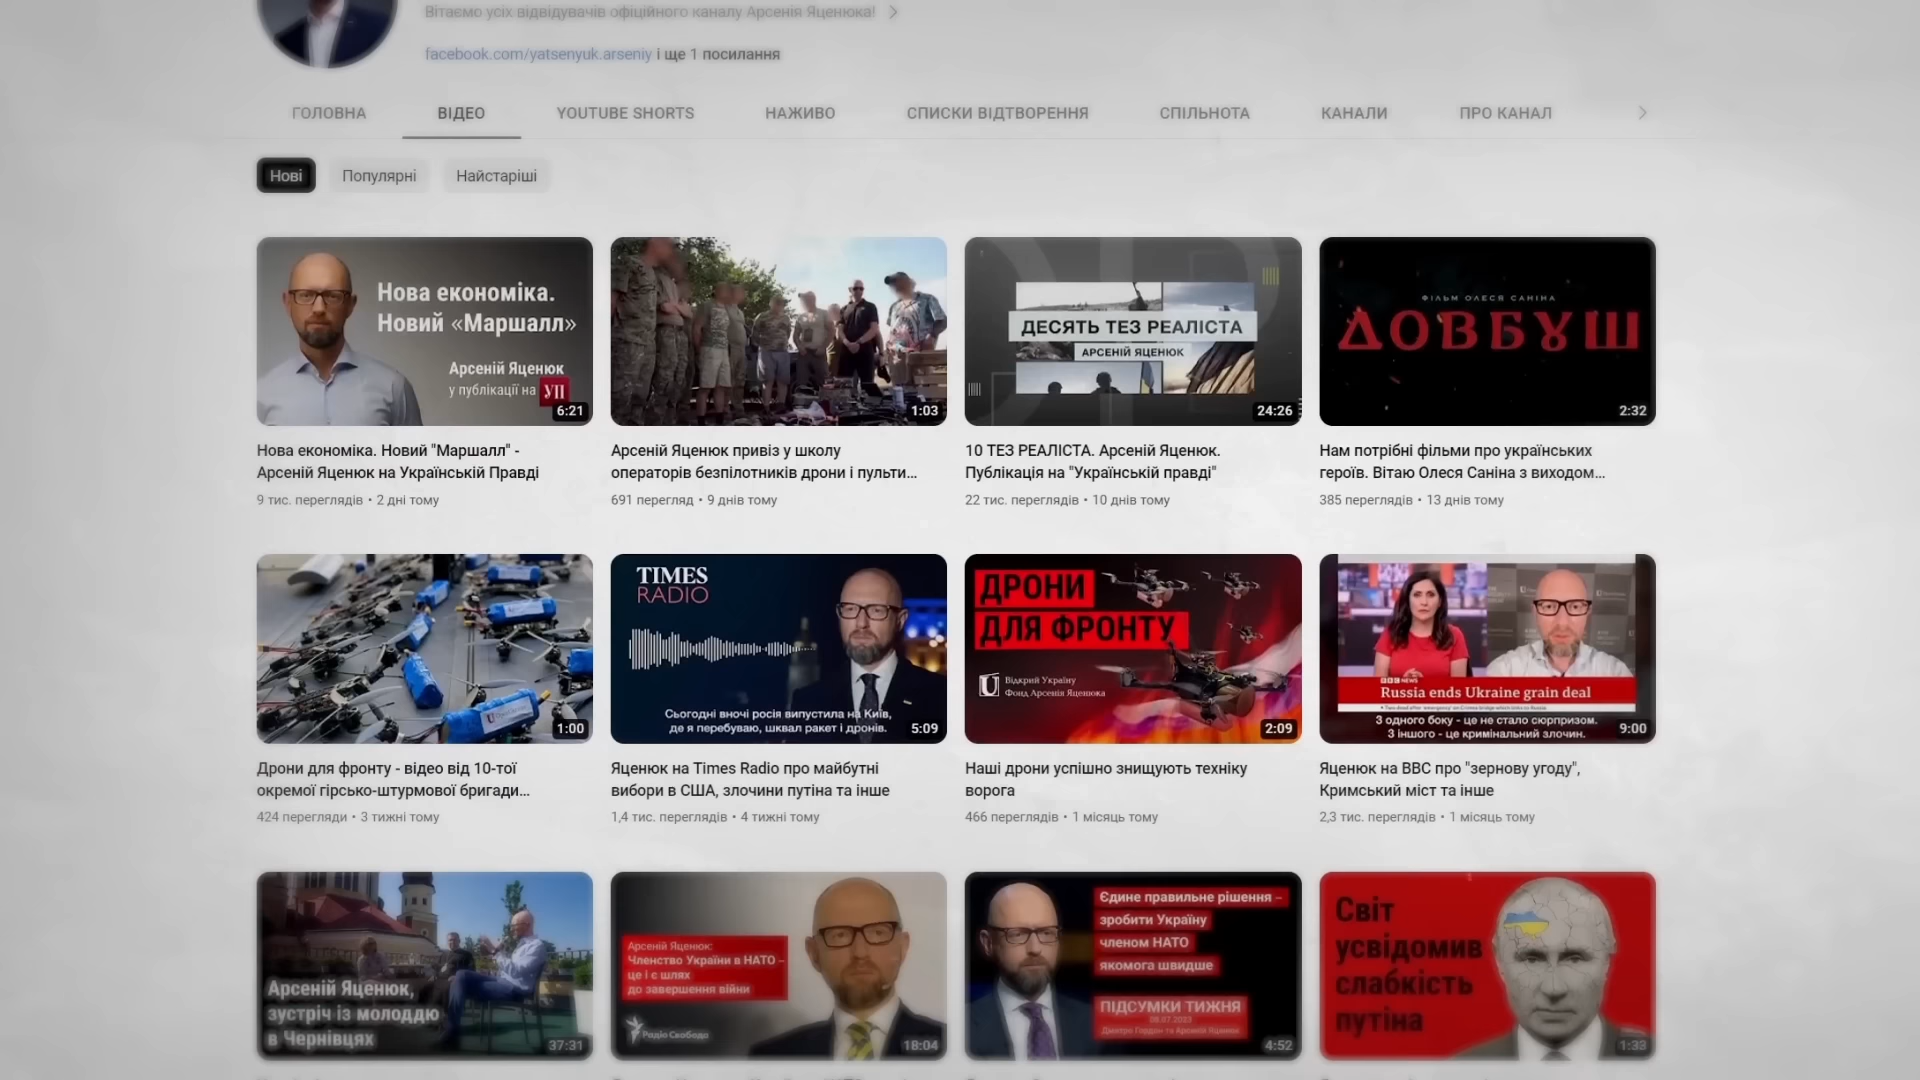 Вітаємо усіх відвідувачів офіційного каналу Арсенія Яценюка!
facebook.com/yatsenyuk.arseniy і ще 1 посилання
ГОЛОВНА ВІДЕО YOUTUBE SHORTS НАЖИВО СПИСКИ ВІДТВОРЕННЯ СПІЛЬНОТА КАНАЛИ ПРО КАНАЛ
Нові Популярні Найстаріші
Нова економіка.
Новий «Маршалл»
Арсеній Яценюк
у публікації на УП
6:21
Нова економіка. Новий "Маршалл" -
Арсеній Яценюк на Українській Правді
9 тис. переглядів • 2 дні тому
1:03
Арсеній Яценюк привіз у школу
операторів безпілотників дрони і пульти...
691 перегляд • 9 днів тому
ДЕСЯТЬ ТЕЗ РЕАЛІСТА
АРСЕНІЙ ЯЦЕНЮК
24:26
10 ТЕЗ РЕАЛІСТА. Арсеній Яценюк.
Публікація на "Українській правді"
22 тис. переглядів • 10 днів тому
ФІЛЬМ ОЛЕСЯ САНІНА
ДОВБУШ
2:32
Нам потрібні фільми про українських
героїв. Вітаю Олеся Саніна з виходом...
385 переглядів • 13 днів тому
1:00
Дрони для фронту - відео від 10-тої
окремої гірсько-штурмової бригади...
424 перегляди • 3 тижні тому
TIMES
RADIO
Сьогодні вночі росія випустила на Київ,
де я перебуваю, шквал ракет і дронів.
5:09
Яценюк на Times Radio про майбутні
вибори в США, злочини путіна та інше
1,4 тис. переглядів • 4 тижні тому
ДРОНИ
ДЛЯ ФРОНТУ
Відкрий Україну
Фонд Арсенія Яценюка
2:09
Наші дрони успішно знищують техніку
ворога
466 переглядів • 1 місяць тому
BBC NEWS
Russia ends Ukraine grain deal
З одного боку - це не стало сюрпризом.
З іншого - це кримінальний злочин.
9:00
Яценюк на BBC про "зернову угоду",
Кримський міст та інше
2,3 тис. переглядів • 1 місяць тому
Арсеній Яценюк,
зустріч із молоддю
в Чернівцях
37:31
Арсеній Яценюк:
Членство України в НАТО –
це і є шлях
до завершення війни
Радіо Свобода
18:04
Єдине правильне рішення –
зробити Україну
членом НАТО
якомога швидше
ПІДСУМКИ ТИЖНЯ
Дмитро Гордон та Арсеній Яценюк
4:52
Світ
усвідомив
слабкість
путіна
1:33